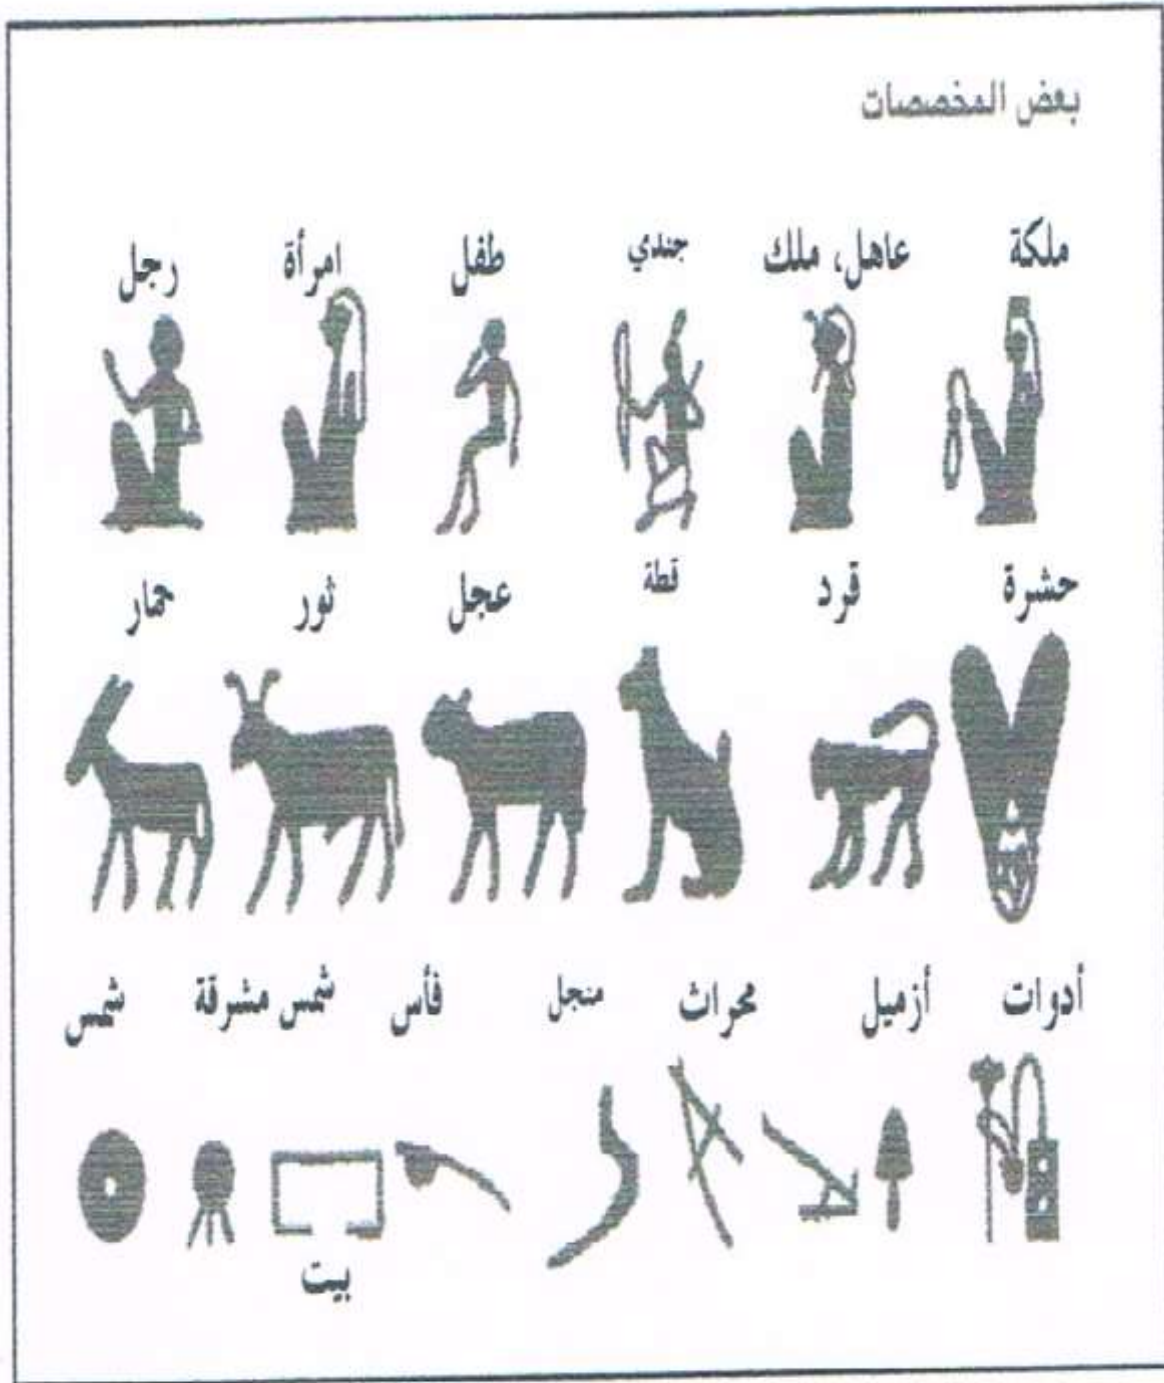 بعض المخصصات
ملكة عاهل، ملك جندي طفل امرأة رجل
حشرة قرد قطة عجل ثور حمار
أدوات أزميل محراث منجل فأس شمس مشرقة شمس
بيت